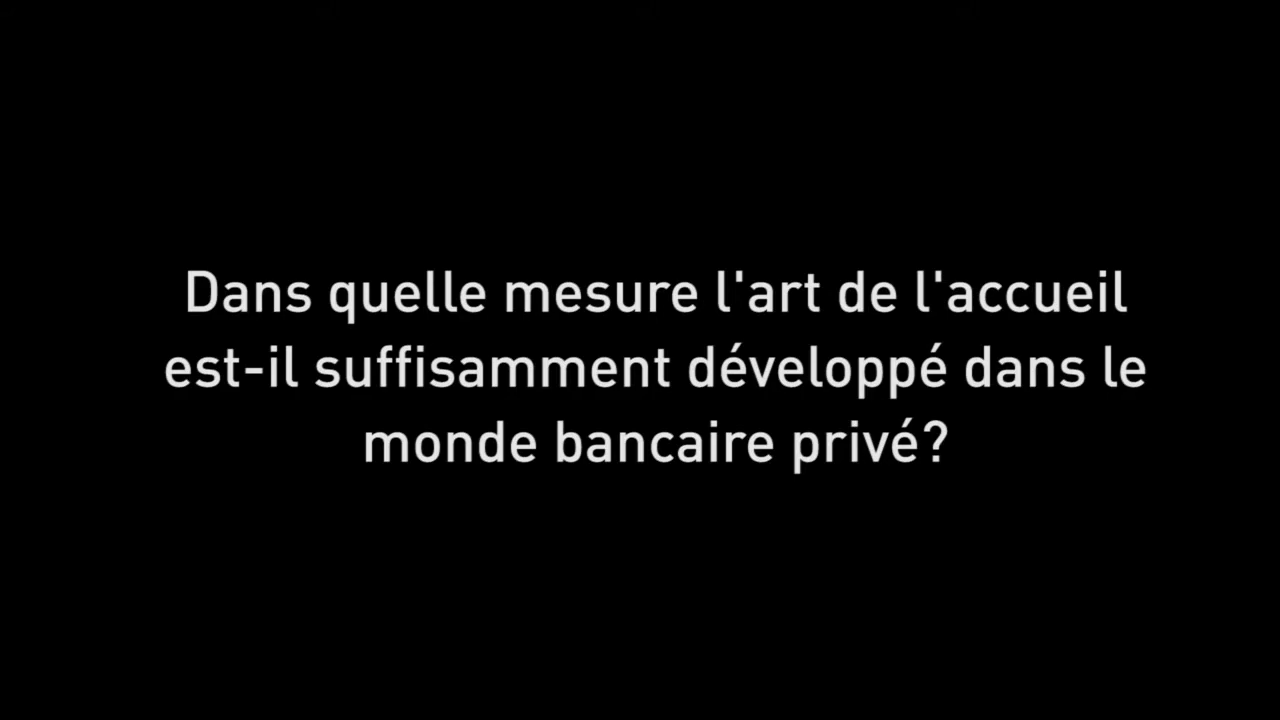 Dans quelle mesure l'art de l'accueil
est-il suffisamment développé dans le
monde bancaire privé?